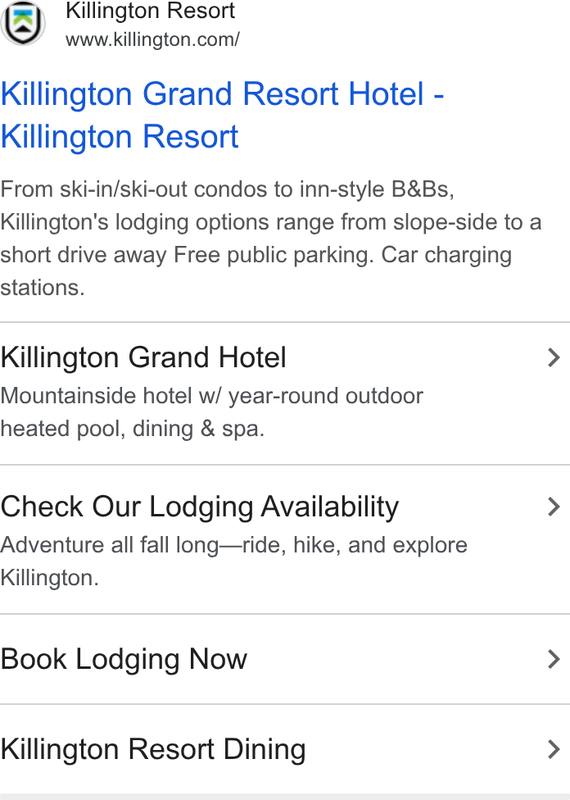 Killington Resort
www.killington.com/
Killington Grand Resort Hotel -
Killington Resort
From ski-in/ski-out condos to inn-style B&Bs,
Killington's lodging options range from slope-side to a
short drive away Free public parking. Car charging
stations.
Killington Grand Hotel
Mountainside hotel w/ year-round outdoor
heated pool, dining & spa.
Check Our Lodging Availability
Adventure all fall long—ride, hike, and explore
Killington.
Book Lodging Now
Killington Resort Dining